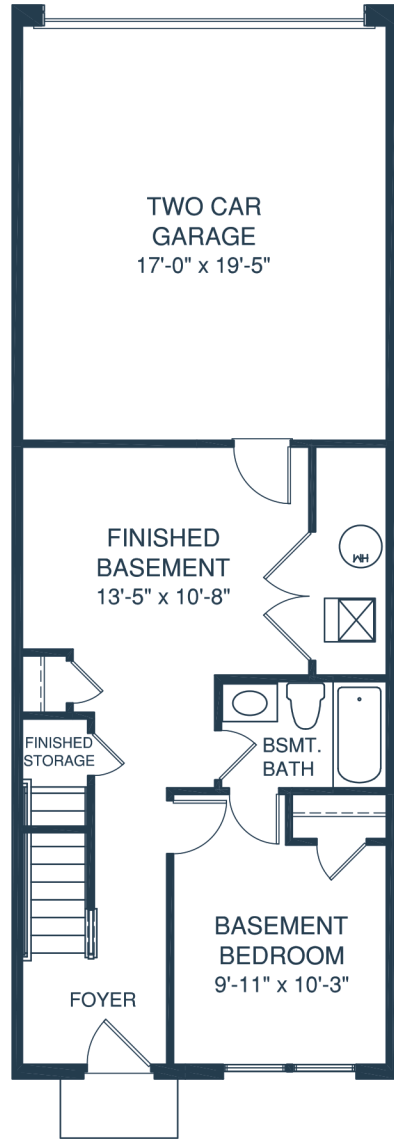 TWO CAR
GARAGE
17'-0" x 19'-5"
FINISHED
BASEMENT
13'-5" x 10'-8"
HW
FINISHED
STORAGE
BSMT.
BATH
BASEMENT
BEDROOM
9'-11" x 10'-3"
FOYER